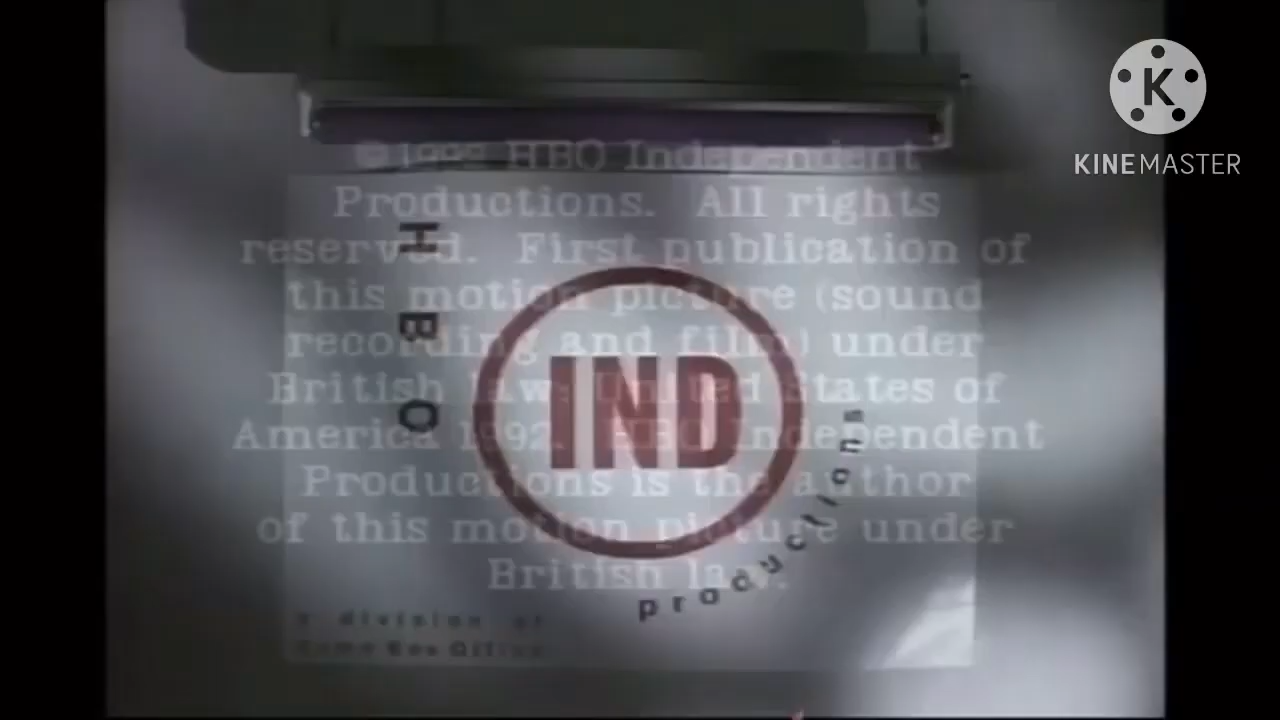 ©1992 HBO Independent
Productions. All rights
reserved. First publication of
this motion picture (sound
recording and film) under
British law: United States of
America 1992. HBO Independent
Productions is the author
of this motion picture under
British law.
HBO
IND
productions
a division of
Home Box Office
K
KINEMASTER